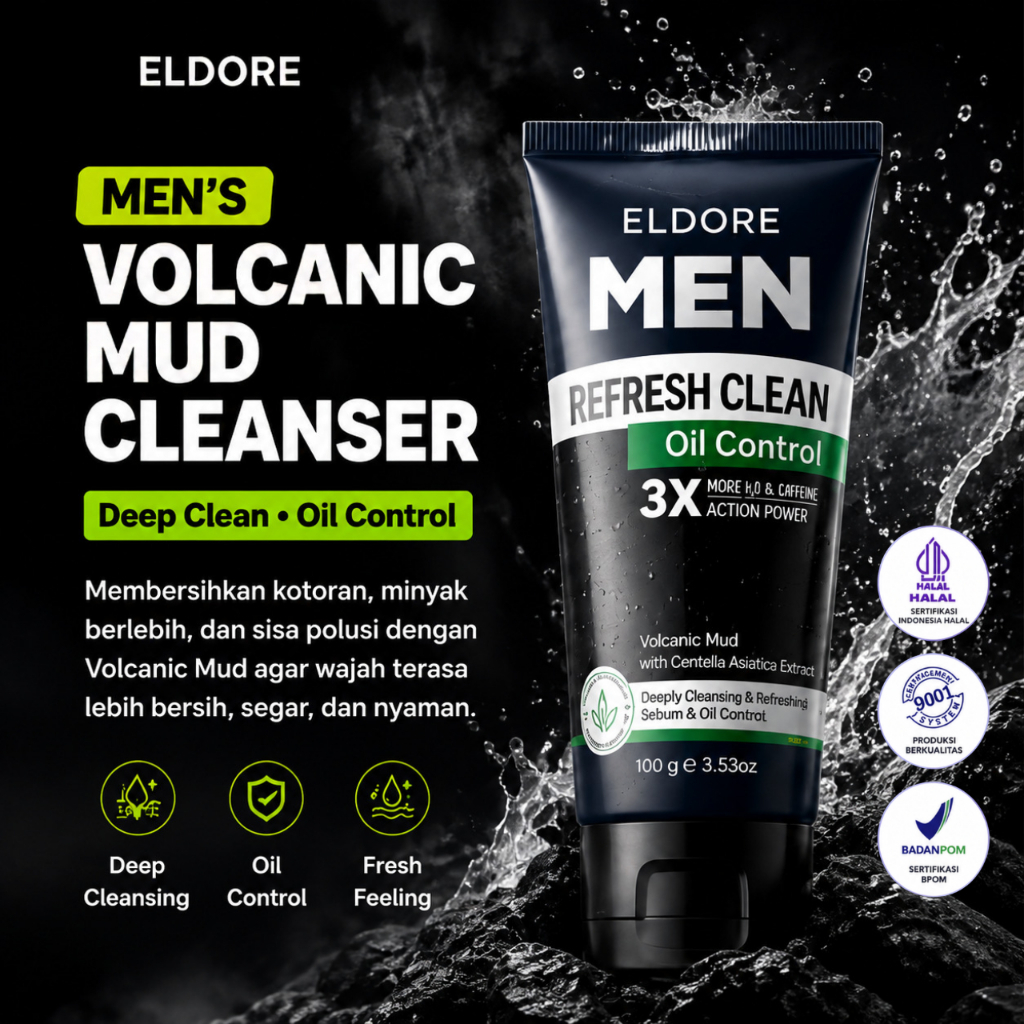 ELDORE
MEN'S
VOLCANIC
MUD
CLEANSER
Deep Clean • Oil Control
Membersihkan kotoran, minyak
berlebih, dan sisa polusi dengan
Volcanic Mud agar wajah terasa
lebih bersih, segar, dan nyaman.
Deep
Cleansing
Oil
Control
Fresh
Feeling
ELDORE
MEN
REFRESH CLEAN
Oil Control
3X MORE H₂O & CAFFEINE
ACTION POWER
Volcanic Mud
with Centella Asiatica Extract
Deeply Cleansing & Refreshing
Sebum & Oil Control
100 g e 3.53oz
HALAL
HALAL
SERTIFIKASI
INDONESIA HALAL
9001
SYSTEM
PRODUKSI
BERKUALITAS
BADANPOM
SERTIFIKASI
BPOM